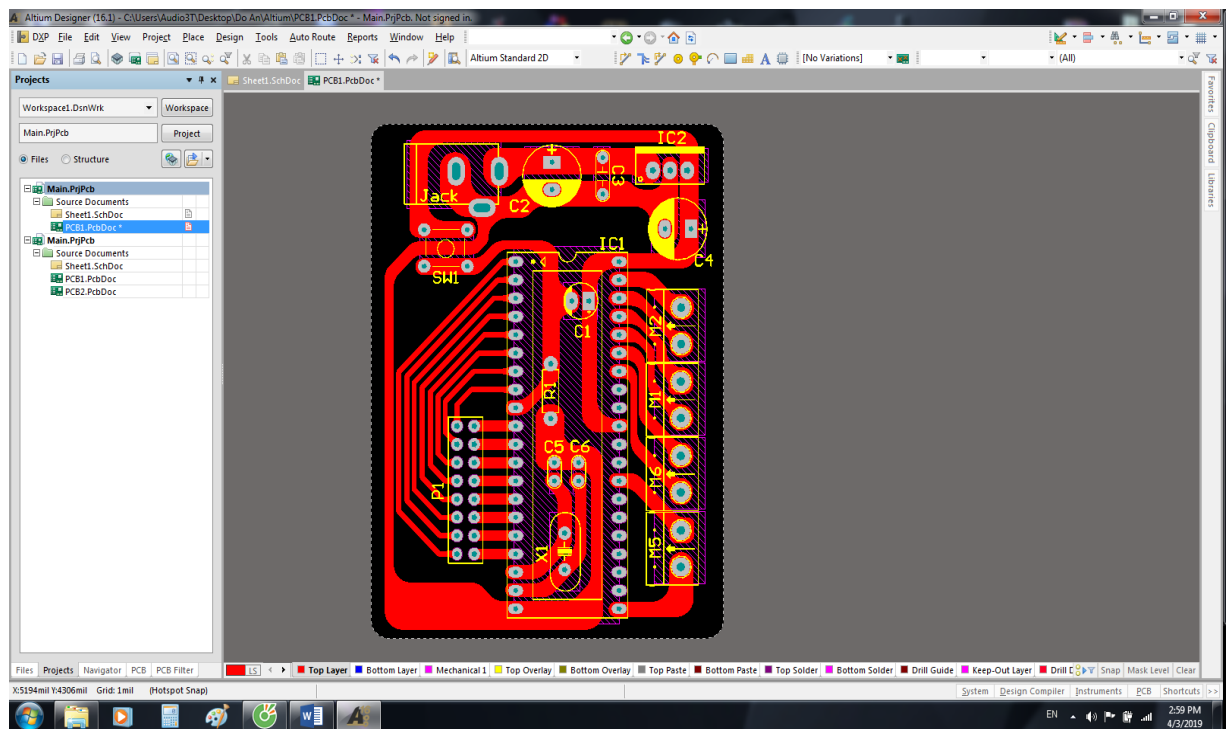 Altium Designer (16.1) - C:\Users\Audio3T\Desktop\Do An\Altium\PCB1.PcbDoc * - Main.PrjPcb. Not signed in.
DXP File Edit View Project Place Design Tools Auto Route Reports Window Help
Altium Standard 2D [No Variations] (All)
Projects
Sheet1.SchDoc PCB1.PcbDoc *
Workspace1.DsnWrk Workspace
Main.PrjPcb Project
Files Structure
Main.PrjPcb
Source Documents
Sheet1.SchDoc
PCB1.PcbDoc *
Main.PrjPcb
Source Documents
Sheet1.SchDoc
PCB1.PcbDoc
PCB2.PcbDoc
Favorites
Clipboard
Libraries
IC2
C3
Jack
C2
IC1
C4
SW1
C1
M2
R1
M1
C5 C6
P1
M6
X1
M5
Files Projects Navigator PCB PCB Filter
LS Top Layer Bottom Layer Mechanical 1 Top Overlay Bottom Overlay Top Paste Bottom Paste Top Solder Bottom Solder Drill Guide Keep-Out Layer Drill D Snap Mask Level Clear
X:5194mil Y:4306mil Grid: 1mil (Hotspot Snap)
System Design Compiler Instruments PCB Shortcuts >>
EN
2:59 PM
4/3/2019